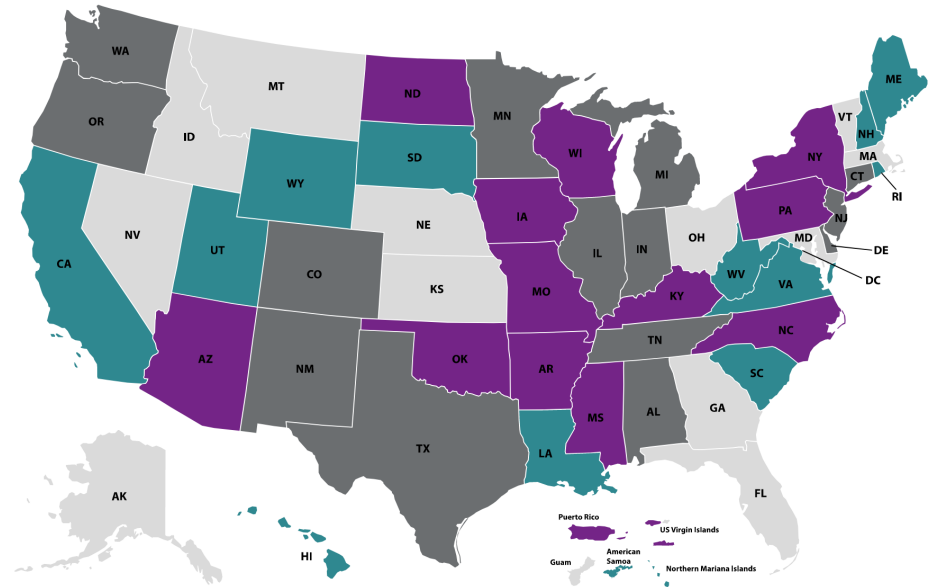 WA
MT
ND
MN
ME
OR
ID
VT
NH
SD
WI
NY
MA
WY
MI
CT
RI
IA
PA
NJ
NE
NV
UT
OH
MD
DE
IL
IN
CA
CO
WV
DC
VA
KS
MO
KY
NC
TN
AZ
OK
NM
AR
SC
MS
AL
GA
TX
LA
AK
FL
Puerto Rico
US Virgin Islands
HI
American
Samoa
Guam
Northern Mariana Islands